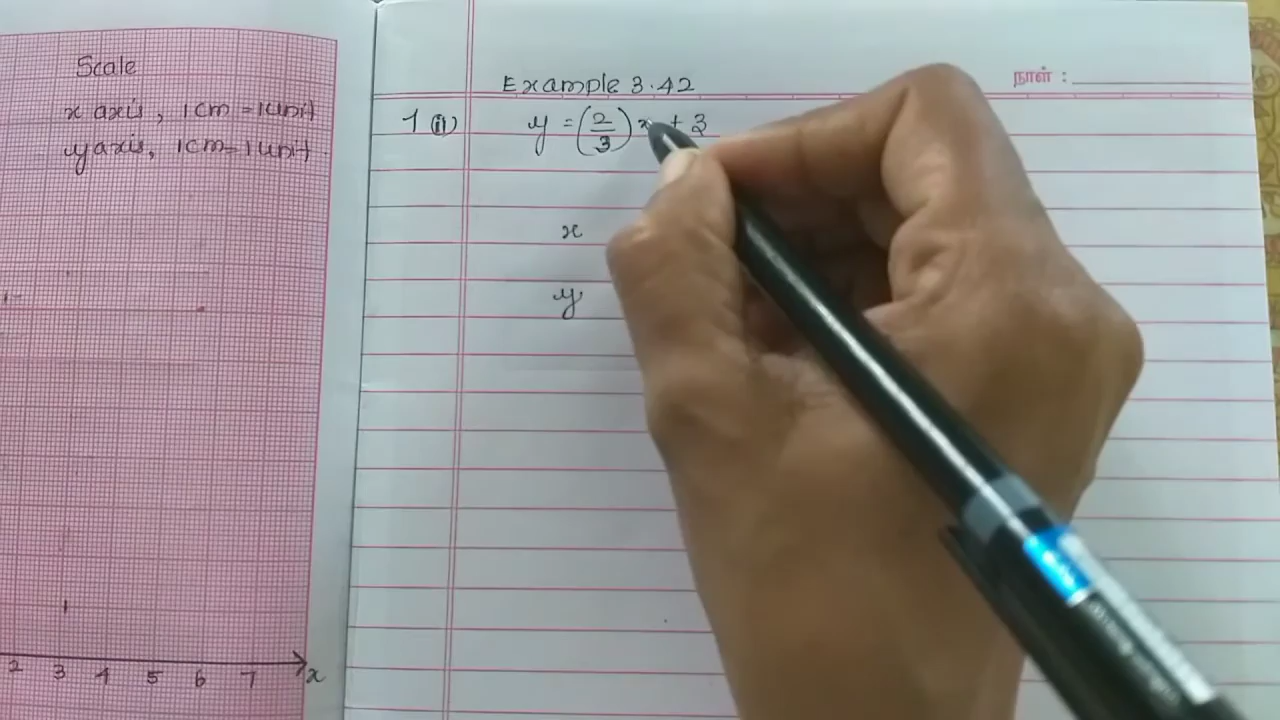 Scale
x axis, 1cm = 1unit
y axis, 1cm = 1unit
2 3 4 5 6 7 x
நாள் :
Example 3.42
1 (ii) y = (2/3) x + 3
x
y